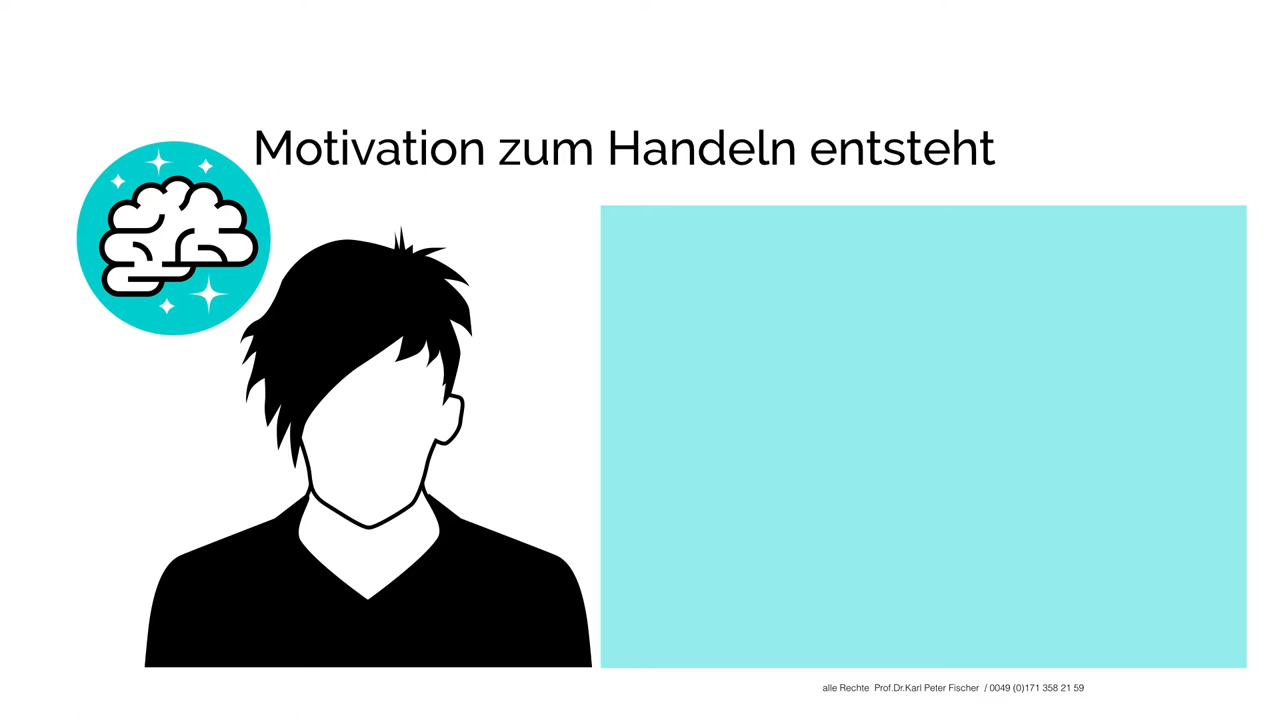 Motivation zum Handeln entsteht
alle Rechte Prof.Dr.Karl Peter Fischer / 0049 (0)171 358 21 59